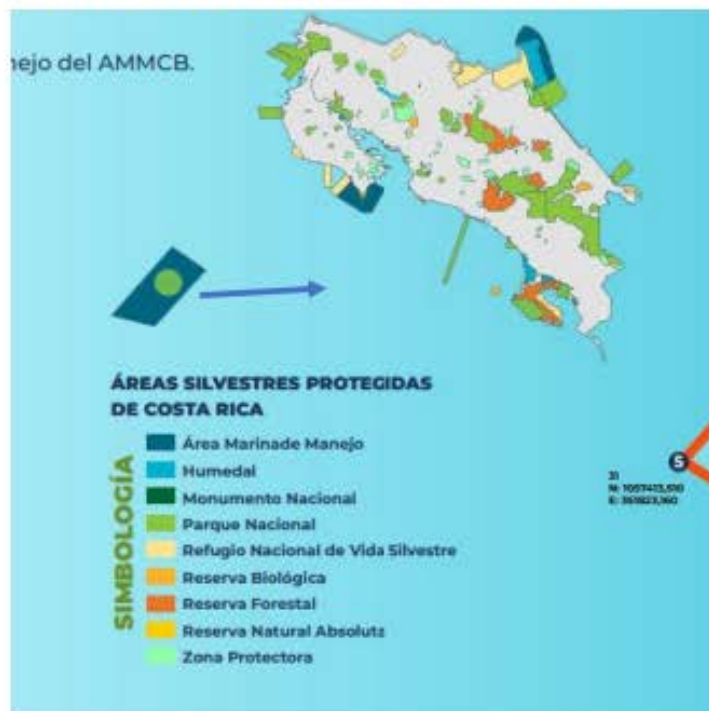 nejo del AMMCB.
ÁREAS SILVESTRES PROTEGIDAS
DE COSTA RICA
SIMBOLOGÍA
Área Marinade Manejo
Humedal
Monumento Nacional
Parque Nacional
Refugio Nacional de Vida Silvestre
Reserva Biológica
Reserva Forestal
Reserva Natural Absolutz
Zona Protectora
S